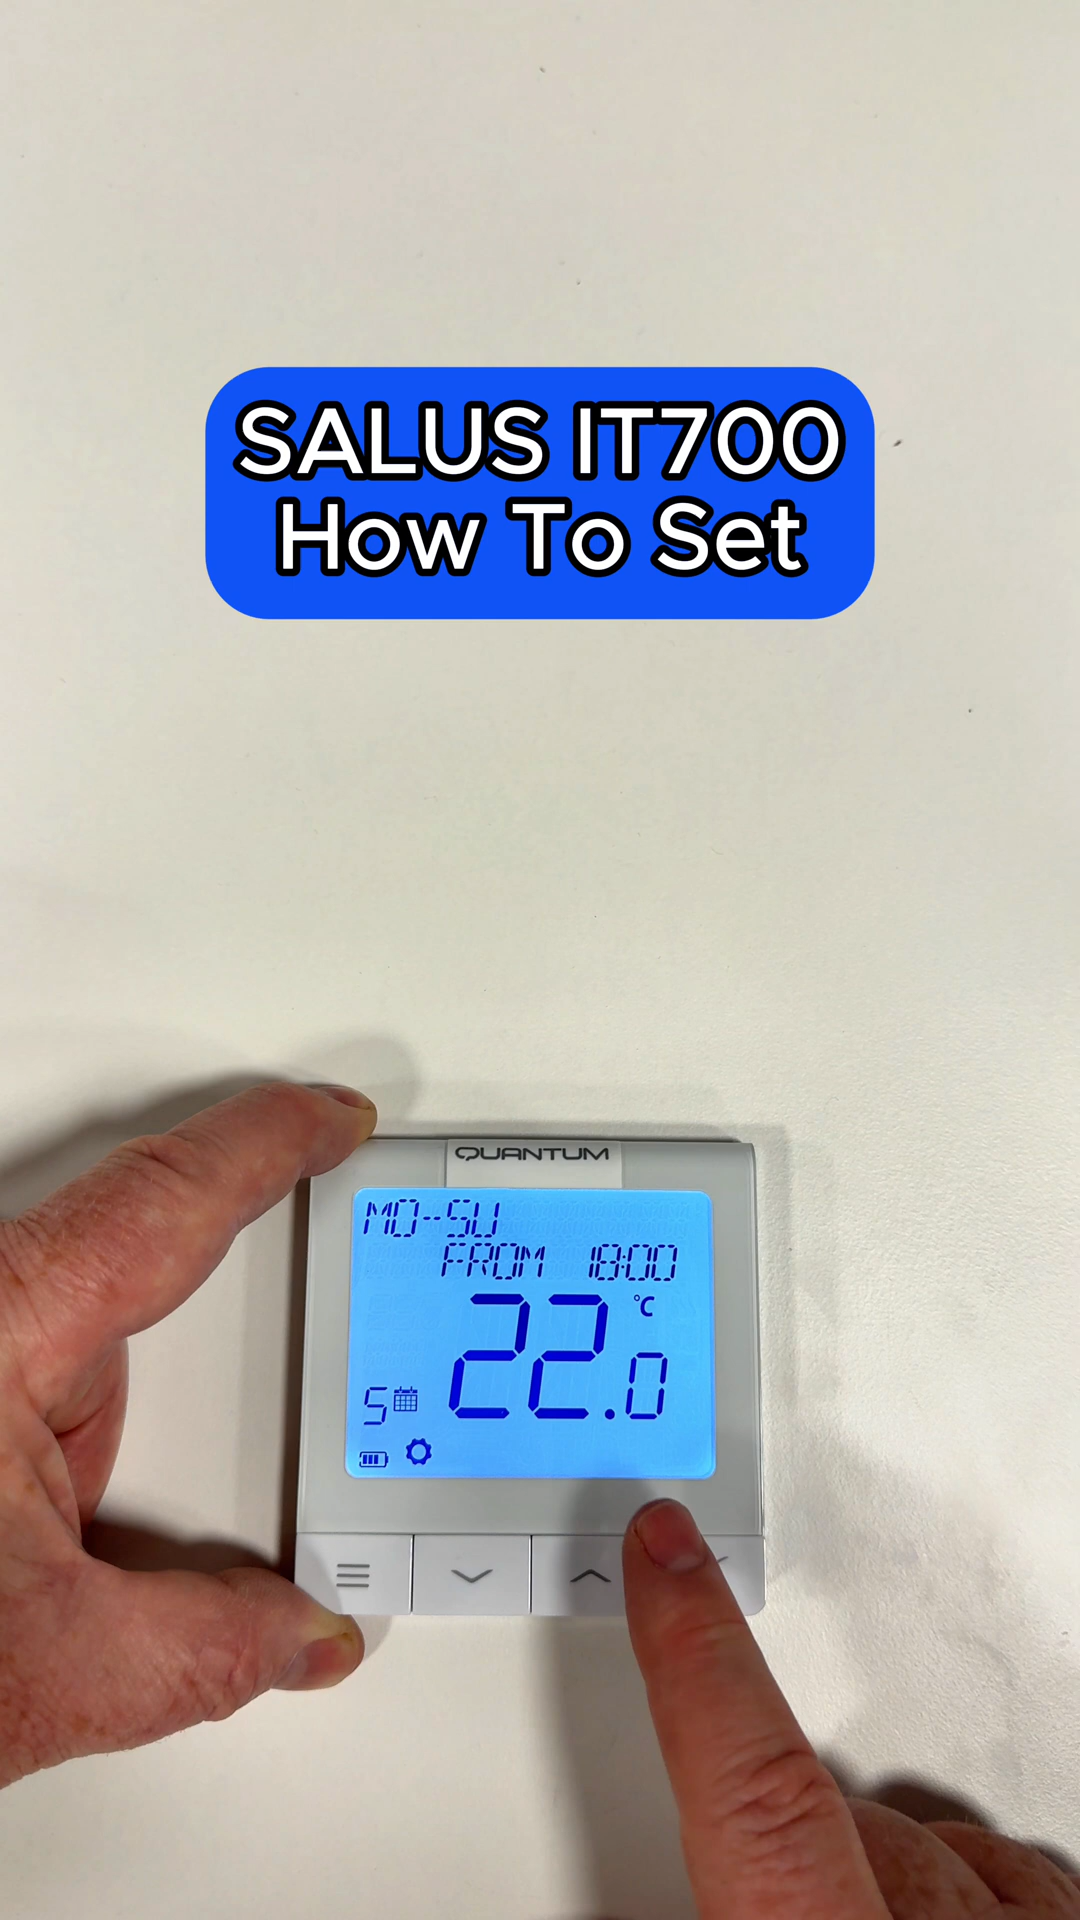 SALUS IT700
How To Set
QUANTUM
MO-SU
FROM 18:00
22.0 °C
5